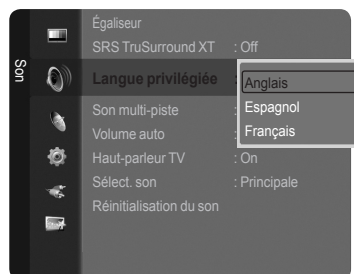 Son
Égaliseur
SRS TruSurround XT : Off
Langue privilégiée :
Anglais
Espagnol
Français
Son multi-piste :
Volume auto :
Haut-parleur TV : On
Sélect. son : Principale
Réinitialisation du son